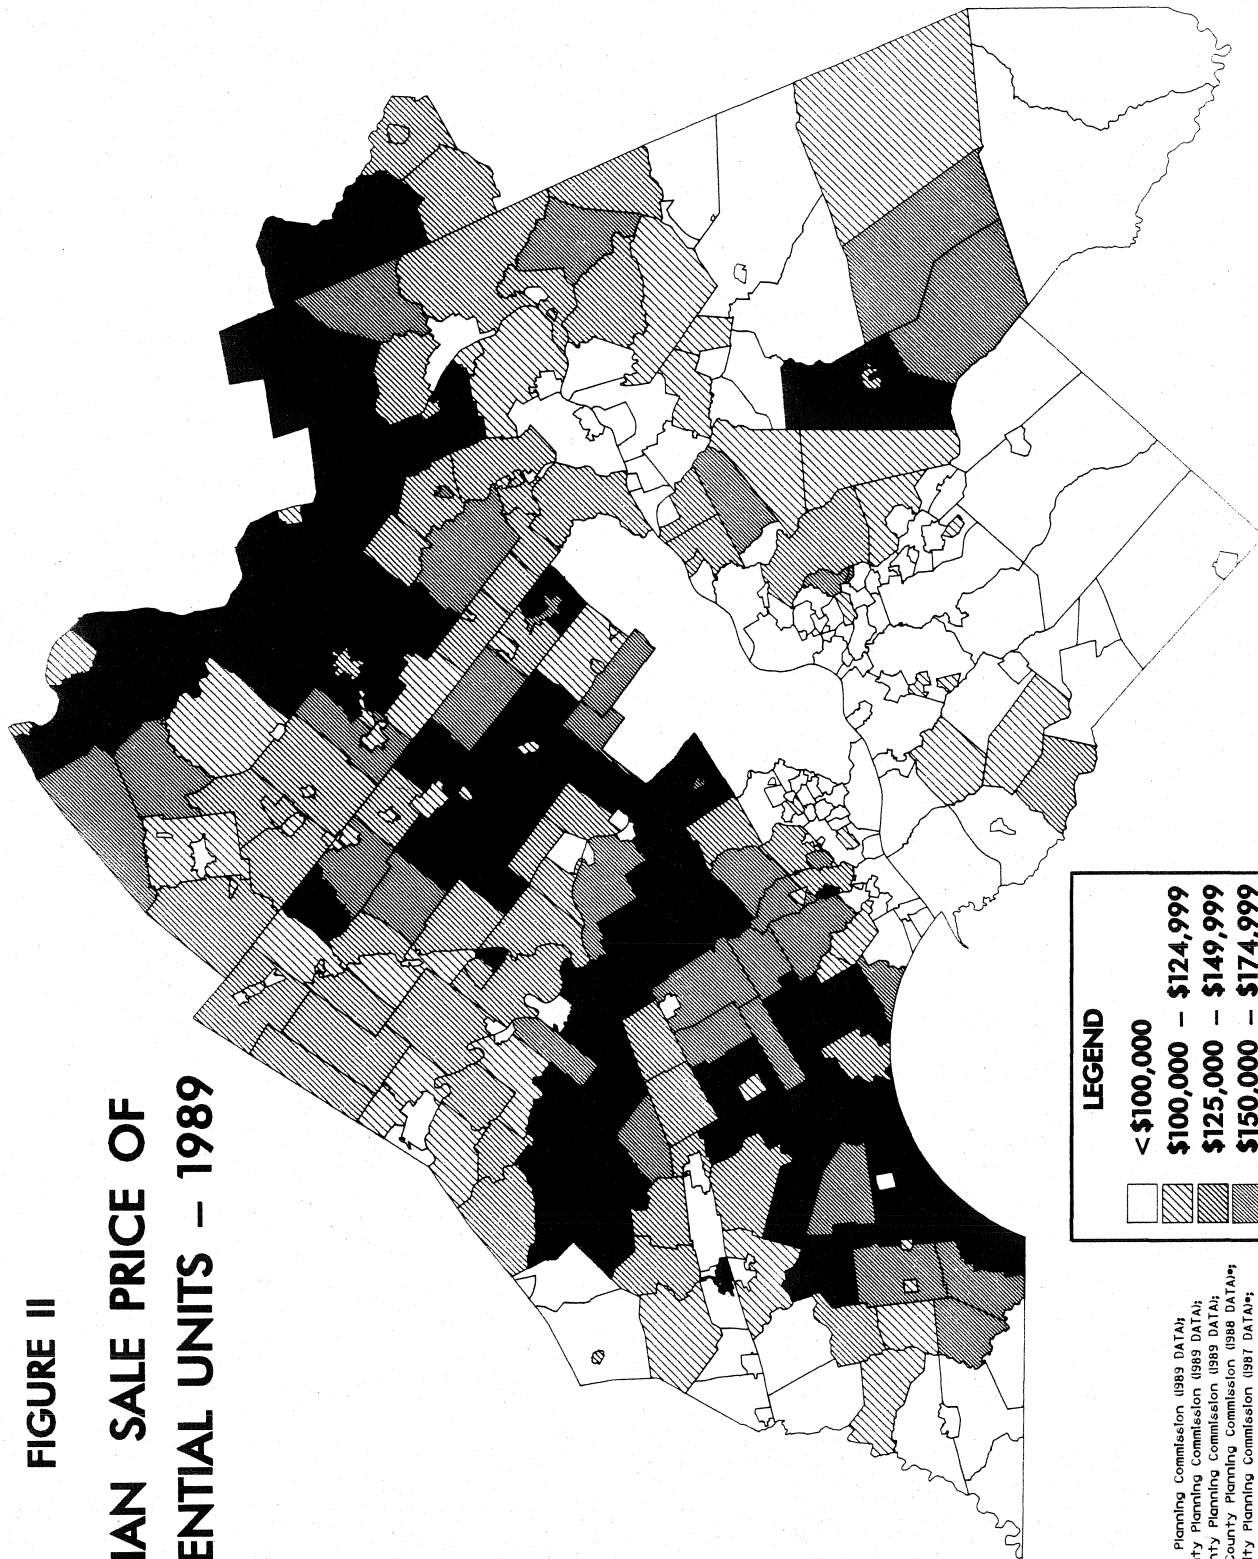 FIGURE II
IAN SALE PRICE OF
ENTIAL UNITS – 1989
LEGEND
<$100,000
$100,000 – $124,999
$125,000 – $149,999
$150,000 – $174,999
Planning Commission (1989 DATA);
ty Planning Commission (1989 DATA);
nty Planning Commission (1989 DATA);
County Planning Commission (1988 DATA)*;
ity Planning Commission (1987 DATA)*;